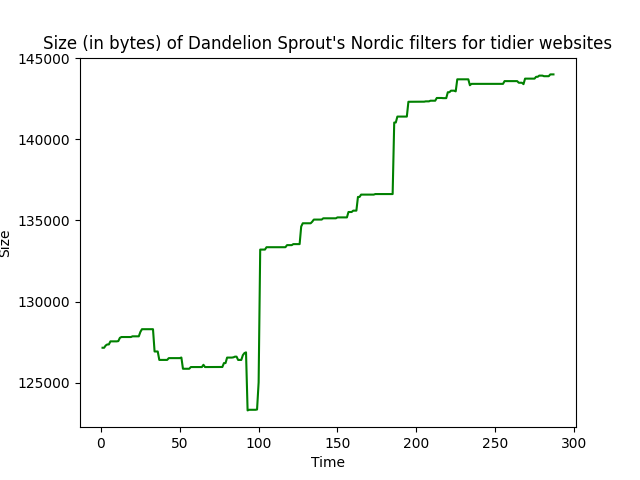 Size (in bytes) of Dandelion Sprout's Nordic filters for tidier websites
145000
140000
135000
130000
125000
Size
0 50 100 150 200 250 300
Time